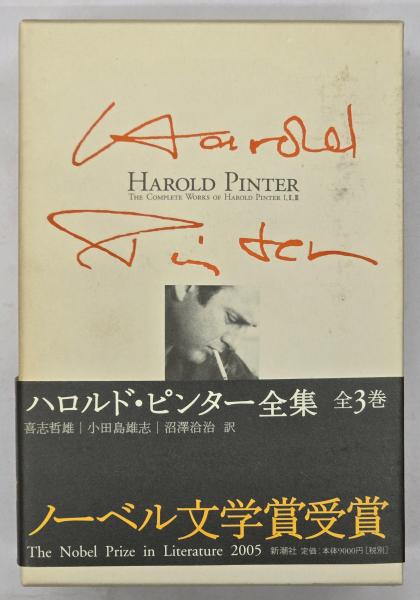 Harold
HAROLD PINTER
THE COMPLETE WORKS OF HAROLD PINTER I, II, III
Pinter
ハロルド・ピンター全集 全3巻
喜志哲雄|小田島雄志|沼澤洽治 訳
ノーベル文学賞受賞
The Nobel Prize in Literature 2005 新潮社 定価:本体9000円[税別]